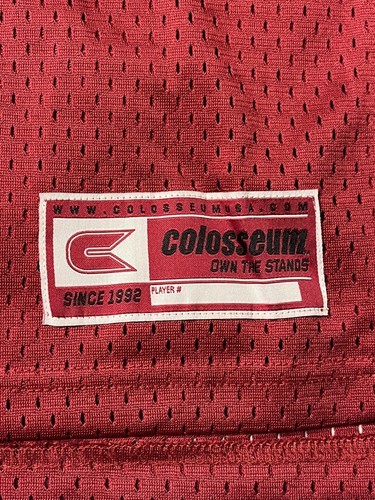 WWW.COLOSSEUMUSA.COM
colosseum
OWN THE STANDS
SINCE 1992
PLAYER #